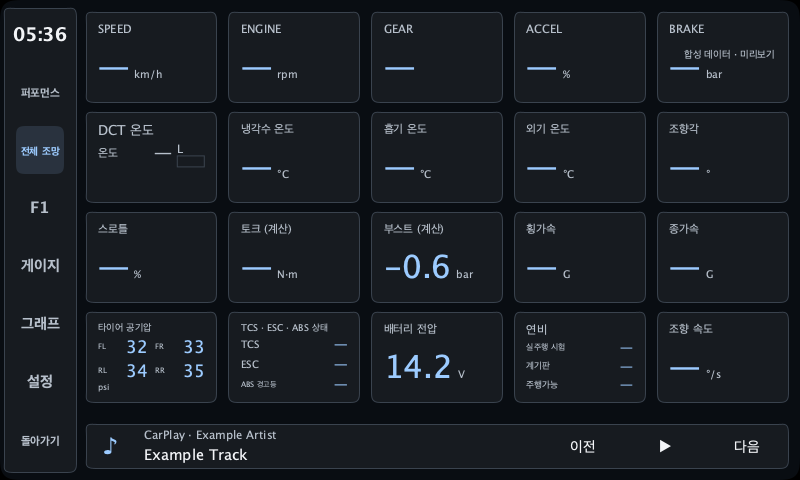 05:36
퍼포먼스
전체 조망
F1
게이지
그래프
설정
돌아가기
SPEED
— km/h
ENGINE
— rpm
GEAR
—
ACCEL
— %
BRAKE
합성 데이터 · 미리보기
— bar
DCT 온도
온도 — L
냉각수 온도
— °C
흡기 온도
— °C
외기 온도
— °C
조향각
— °
스로틀
— %
토크 (계산)
— N·m
부스트 (계산)
−0.6 bar
횡가속
— G
종가속
— G
타이어 공기압
FL 32 FR 33
RL 34 RR 35
psi
TCS · ESC · ABS 상태
TCS —
ESC —
ABS 경고등 —
배터리 전압
14.2 V
연비
실주행 시험 —
계기판 —
주행가능 —
조향 속도
— °/s
♪
CarPlay · Example Artist
Example Track
이전 ▶ 다음